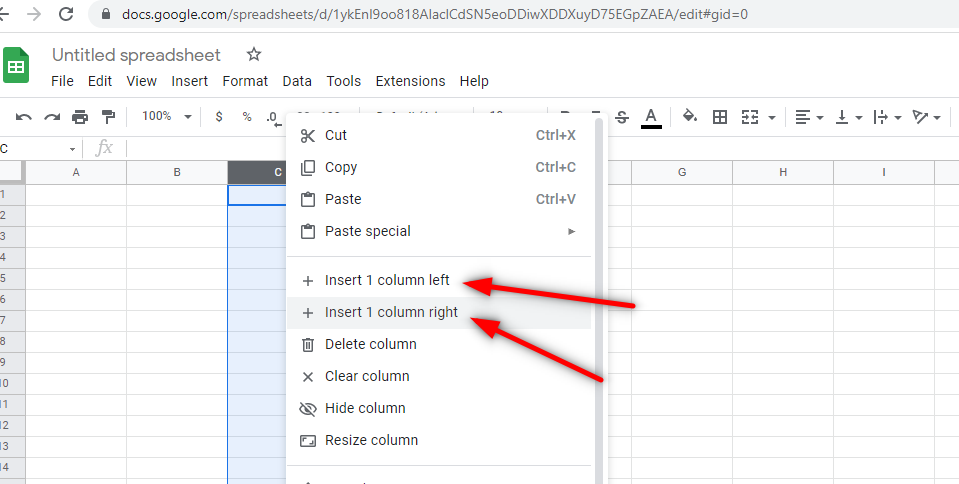 docs.google.com/spreadsheets/d/1ykEnI9oo818AlacICdSN5eoDDiwXDDXuyD75EGpZAEA/edit#gid=0
Untitled spreadsheet
File Edit View Insert Format Data Tools Extensions Help
100% $ % .0 S A
C fx
A B C G H I
1
2
3
4
5
6
7
8
9
10
11
12
13
14
Cut Ctrl+X
Copy Ctrl+C
Paste Ctrl+V
Paste special
Insert 1 column left
Insert 1 column right
Delete column
Clear column
Hide column
Resize column